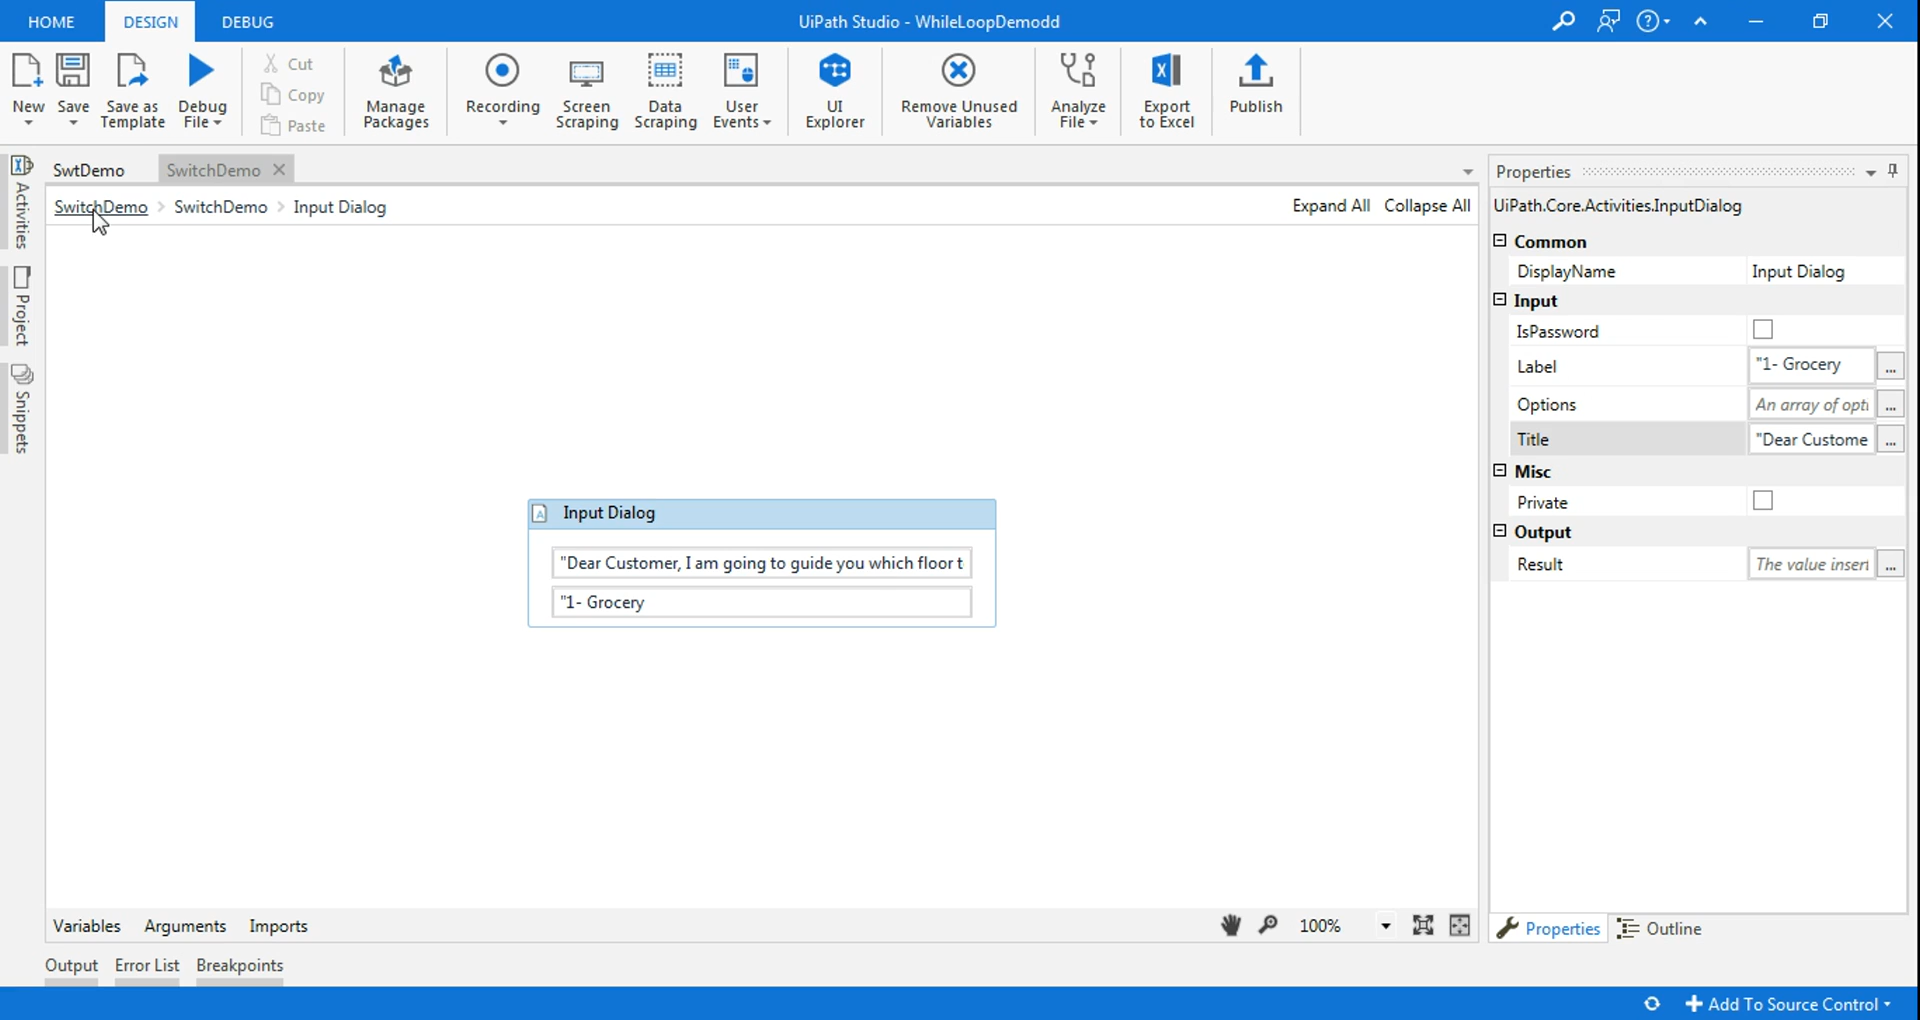 HOME DESIGN DEBUG UiPath Studio - WhileLoopDemodd
New Save Save as Template Debug File Cut Copy Paste Manage Packages Recording Screen Scraping Data Scraping User Events UI Explorer Remove Unused Variables Analyze File Export to Excel Publish
Activities
Project
Snippets
SwtDemo SwitchDemo
SwitchDemo > SwitchDemo > Input Dialog Expand All Collapse All
Input Dialog
"Dear Customer, I am going to guide you which floor t
"1- Grocery
Properties
UiPath.Core.Activities.InputDialog
Common
DisplayName Input Dialog
Input
IsPassword
Label "1- Grocery ...
Options An array of opti ...
Title "Dear Custome ...
Misc
Private
Output
Result The value insert ...
Variables Arguments Imports 100%
Properties Outline
Output Error List Breakpoints
Add To Source Control